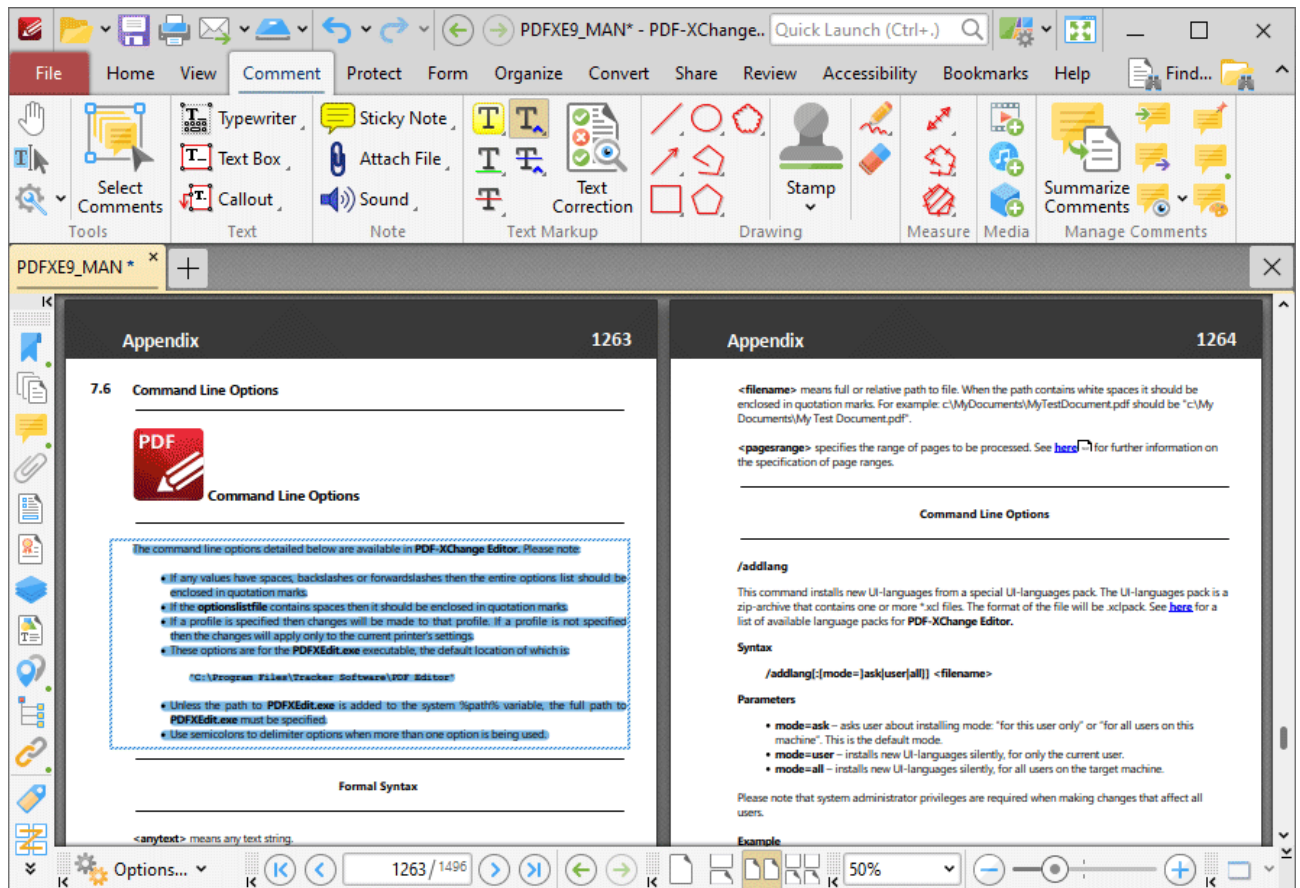 PDFXE9_MAN* - PDF-XChange.. Quick Launch (Ctrl+.)
File Home View Comment Protect Form Organize Convert Share Review Accessibility Bookmarks Help Find...
Typewriter Sticky Note
Text Box Attach File
Select Comments Callout Sound Text Correction Stamp Summarize Comments
Tools Text Note Text Markup Drawing Measure Media Manage Comments
PDFXE9_MAN * ×
Appendix 1263
7.6 Command Line Options
PDF
Command Line Options
The command line options detailed below are available in PDF-XChange Editor. Please note:
• If any values have spaces, backslashes or forwardslashes then the entire options list should be
enclosed in quotation marks.
• If the optionslistfile contains spaces then it should be enclosed in quotation marks.
• If a profile is specified then changes will be made to that profile. If a profile is not specified
then the changes will apply only to the current printer's settings.
• These options are for the PDFXEdit.exe executable, the default location of which is:
"C:\Program Files\Tracker Software\PDF Editor"
• Unless the path to PDFXEdit.exe is added to the system %path% variable, the full path to
PDFXEdit.exe must be specified.
• Use semicolons to delimiter options when more than one option is being used.
Formal Syntax
<anytext> means any text string.
Appendix 1264
<filename> means full or relative path to file. When the path contains white spaces it should be
enclosed in quotation marks. For example: c:\MyDocuments\MyTestDocument.pdf should be "c:\My
Documents\My Test Document.pdf".
<pagesrange> specifies the range of pages to be processed. See here for further information on
the specification of page ranges.
Command Line Options
/addlang
This command installs new UI-languages from a special UI-languages pack. The UI-languages pack is a
zip-archive that contains one or more *.xcl files. The format of the file will be .xclpack. See here for a
list of available language packs for PDF-XChange Editor.
Syntax
/addlang[:[mode=]ask|user|all]] <filename>
Parameters
• mode=ask – asks user about installing mode: "for this user only" or "for all users on this
machine". This is the default mode.
• mode=user – installs new UI-languages silently, for only the current user.
• mode=all – installs new UI-languages silently, for all users on the target machine.
Please note that system administrator privileges are required when making changes that affect all
users.
Example
Options... 1263 / 1496 50%